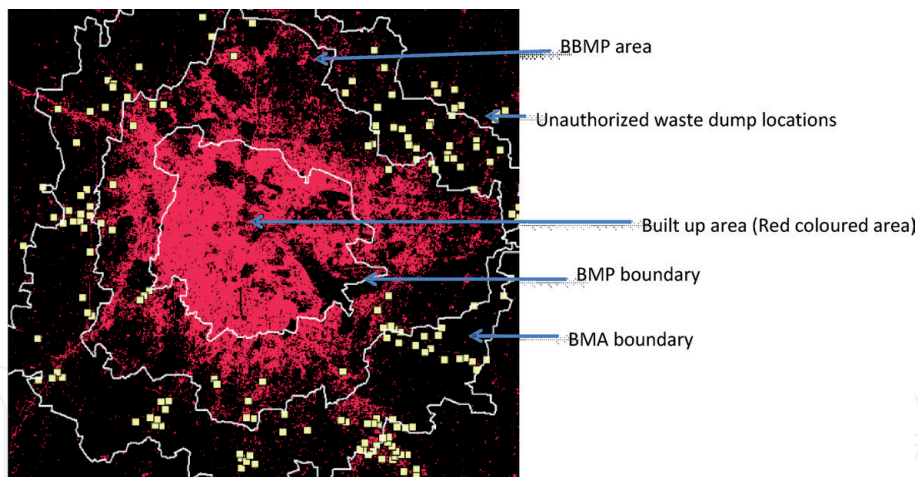 BBMP area
Unauthorized waste dump locations
Built up area (Red coloured area)
BMP boundary
BMA boundary